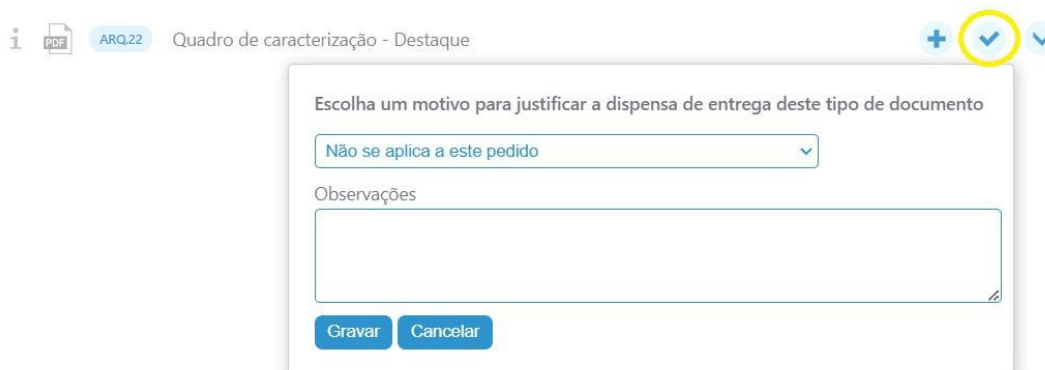 i PDF ARQ.22 Quadro de caracterização - Destaque
Escolha um motivo para justificar a dispensa de entrega deste tipo de documento
Não se aplica a este pedido
Observações
Gravar Cancelar